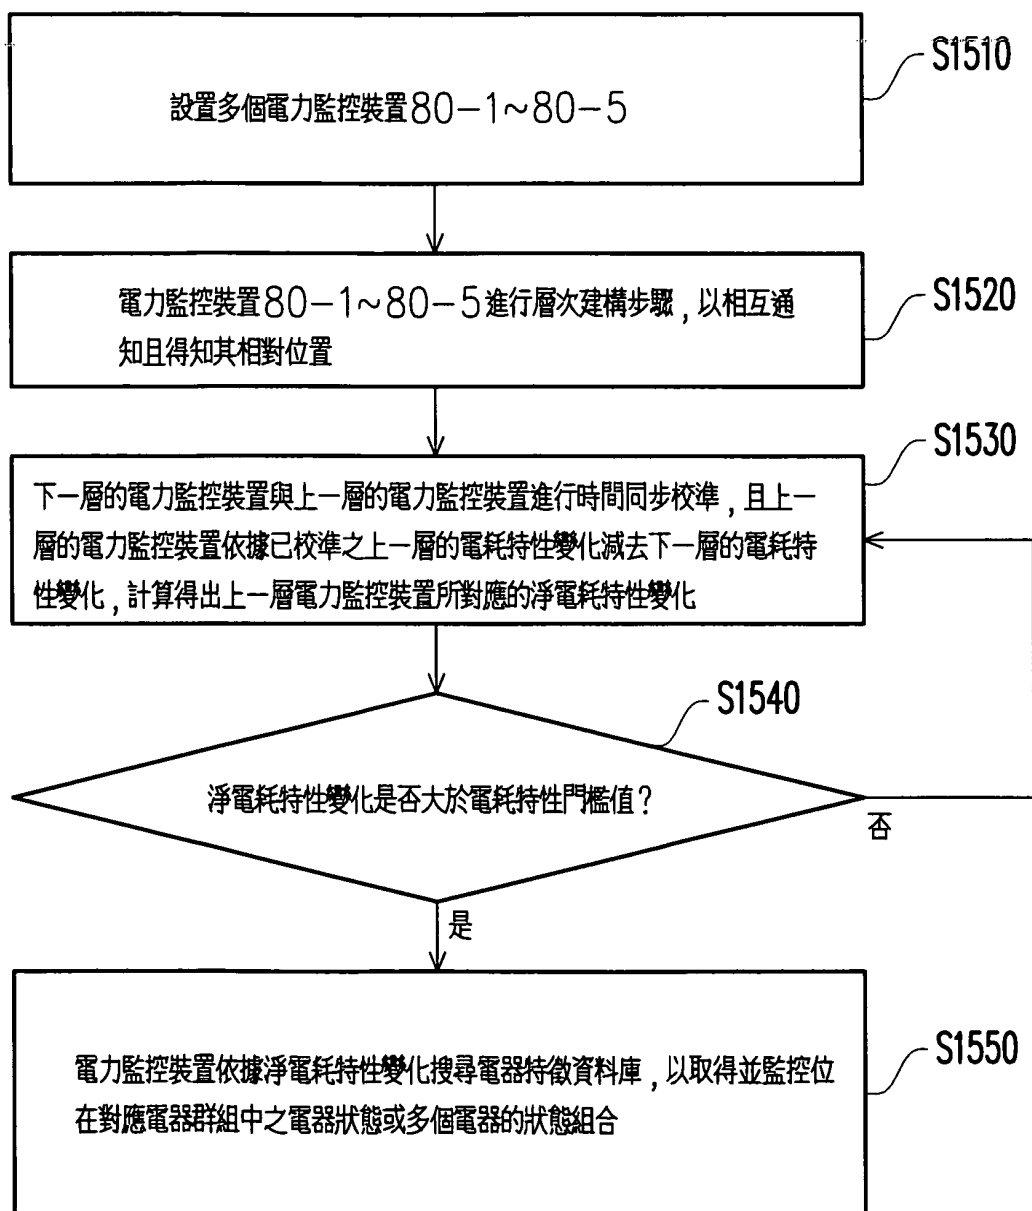 S1510
設置多個電力監控裝置80-1~80-5
S1520
電力監控裝置80-1~80-5進行層次建構步驟,以相互通
知且得知其相對位置
S1530
下一層的電力監控裝置與上一層的電力監控裝置進行時間同步校準,且上一
層的電力監控裝置依據已校準之上一層的電耗特性變化減去下一層的電耗特
性變化,計算得出上一層電力監控裝置所對應的淨電耗特性變化
S1540
淨電耗特性變化是否大於電耗特性門檻值?
否
是
S1550
電力監控裝置依據淨電耗特性變化搜尋電器特徵資料庫,以取得並監控位
在對應電器群組中之電器狀態或多個電器的狀態組合